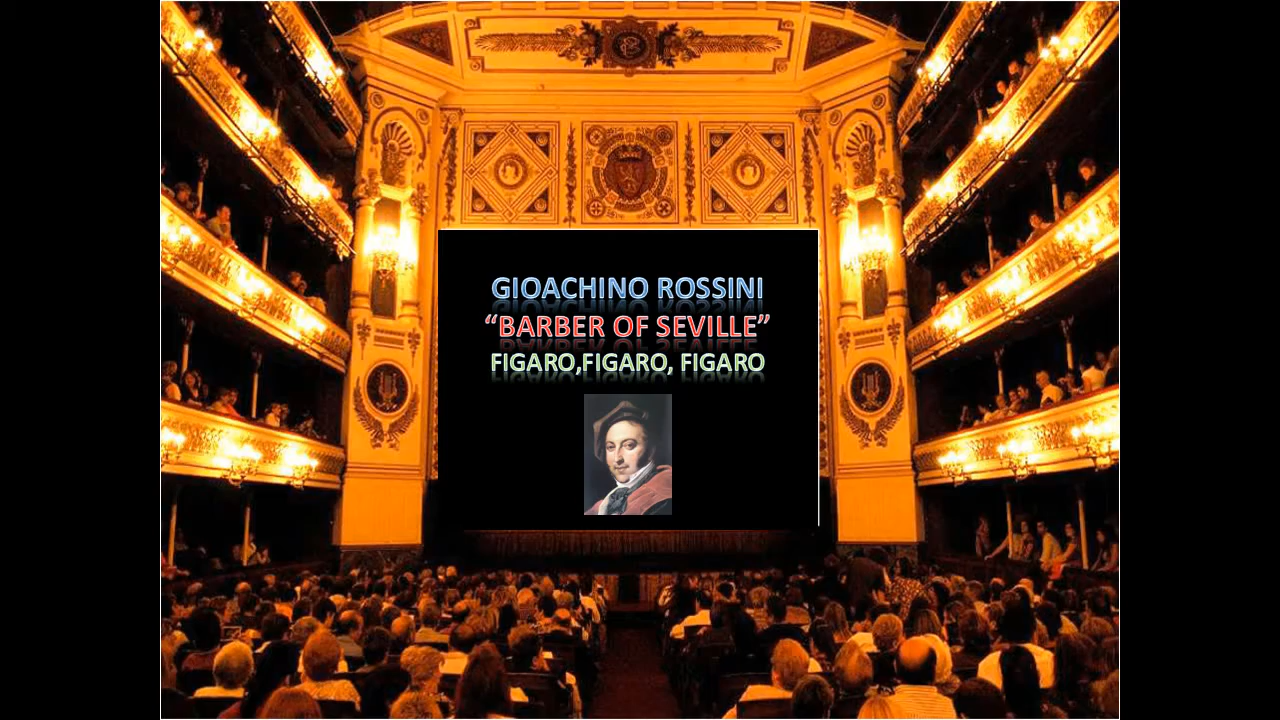 GIOACHINO ROSSINI
“BARBER OF SEVILLE”
FIGARO,FIGARO, FIGARO